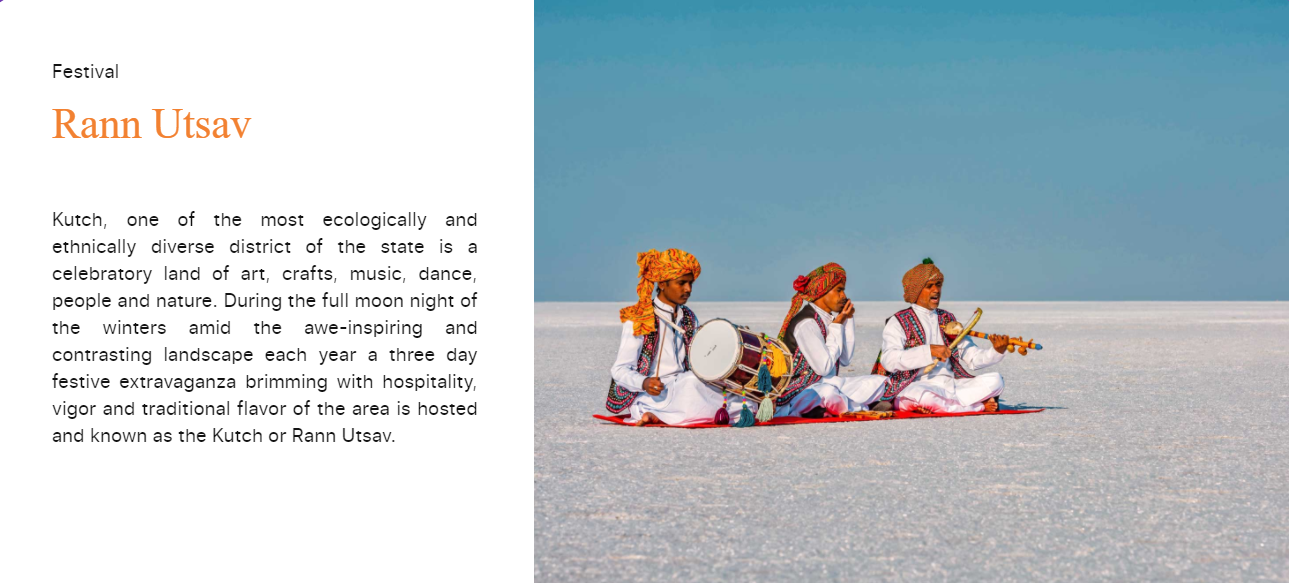 Festival
Rann Utsav
Kutch, one of the most ecologically and
ethnically diverse district of the state is a
celebratory land of art, crafts, music, dance,
people and nature. During the full moon night of
the winters amid the awe-inspiring and
contrasting landscape each year a three day
festive extravaganza brimming with hospitality,
vigor and traditional flavor of the area is hosted
and known as the Kutch or Rann Utsav.